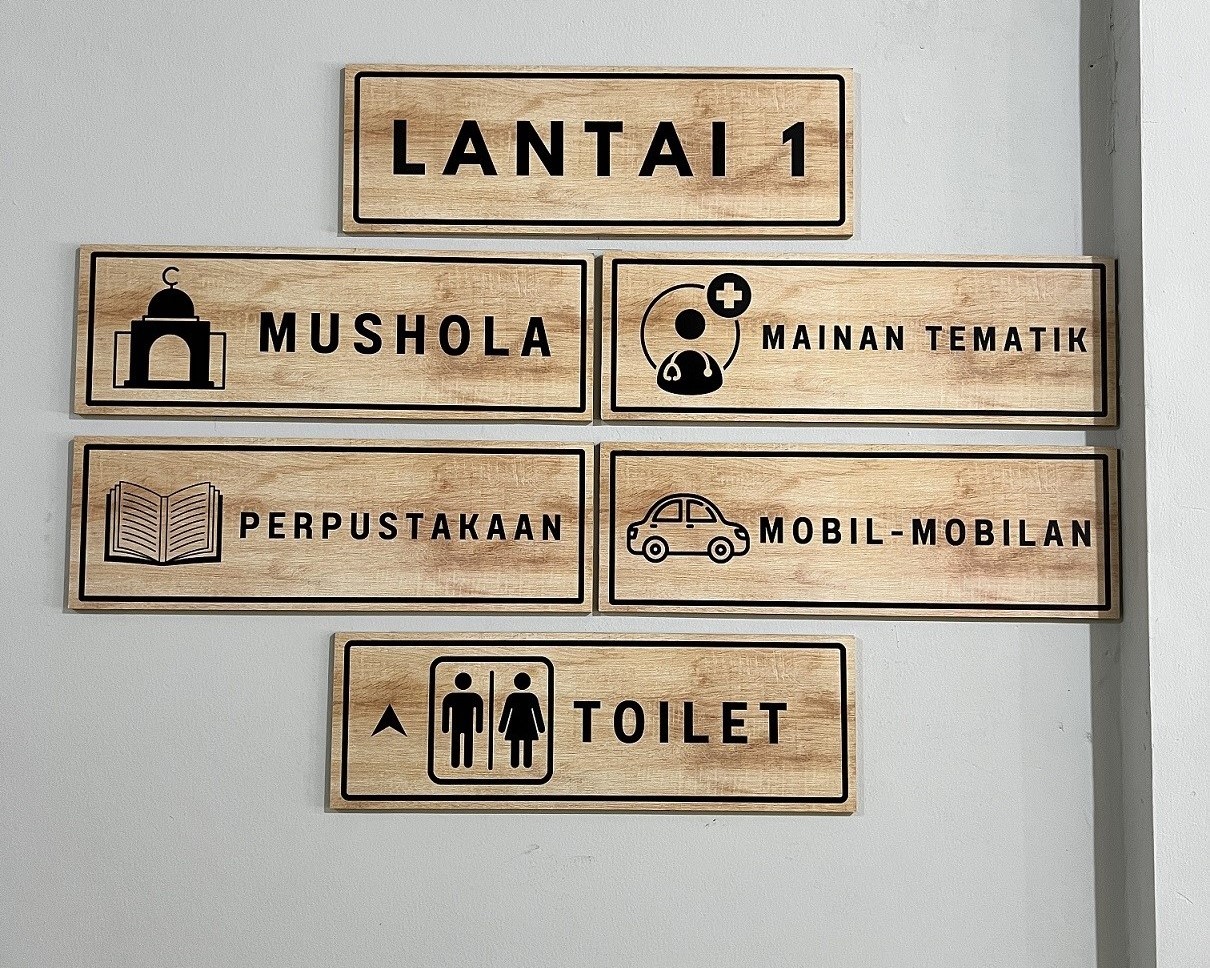 LANTAI 1
MUSHOLA
MAINAN TEMATIK
PERPUSTAKAAN
MOBIL-MOBILAN
TOILET